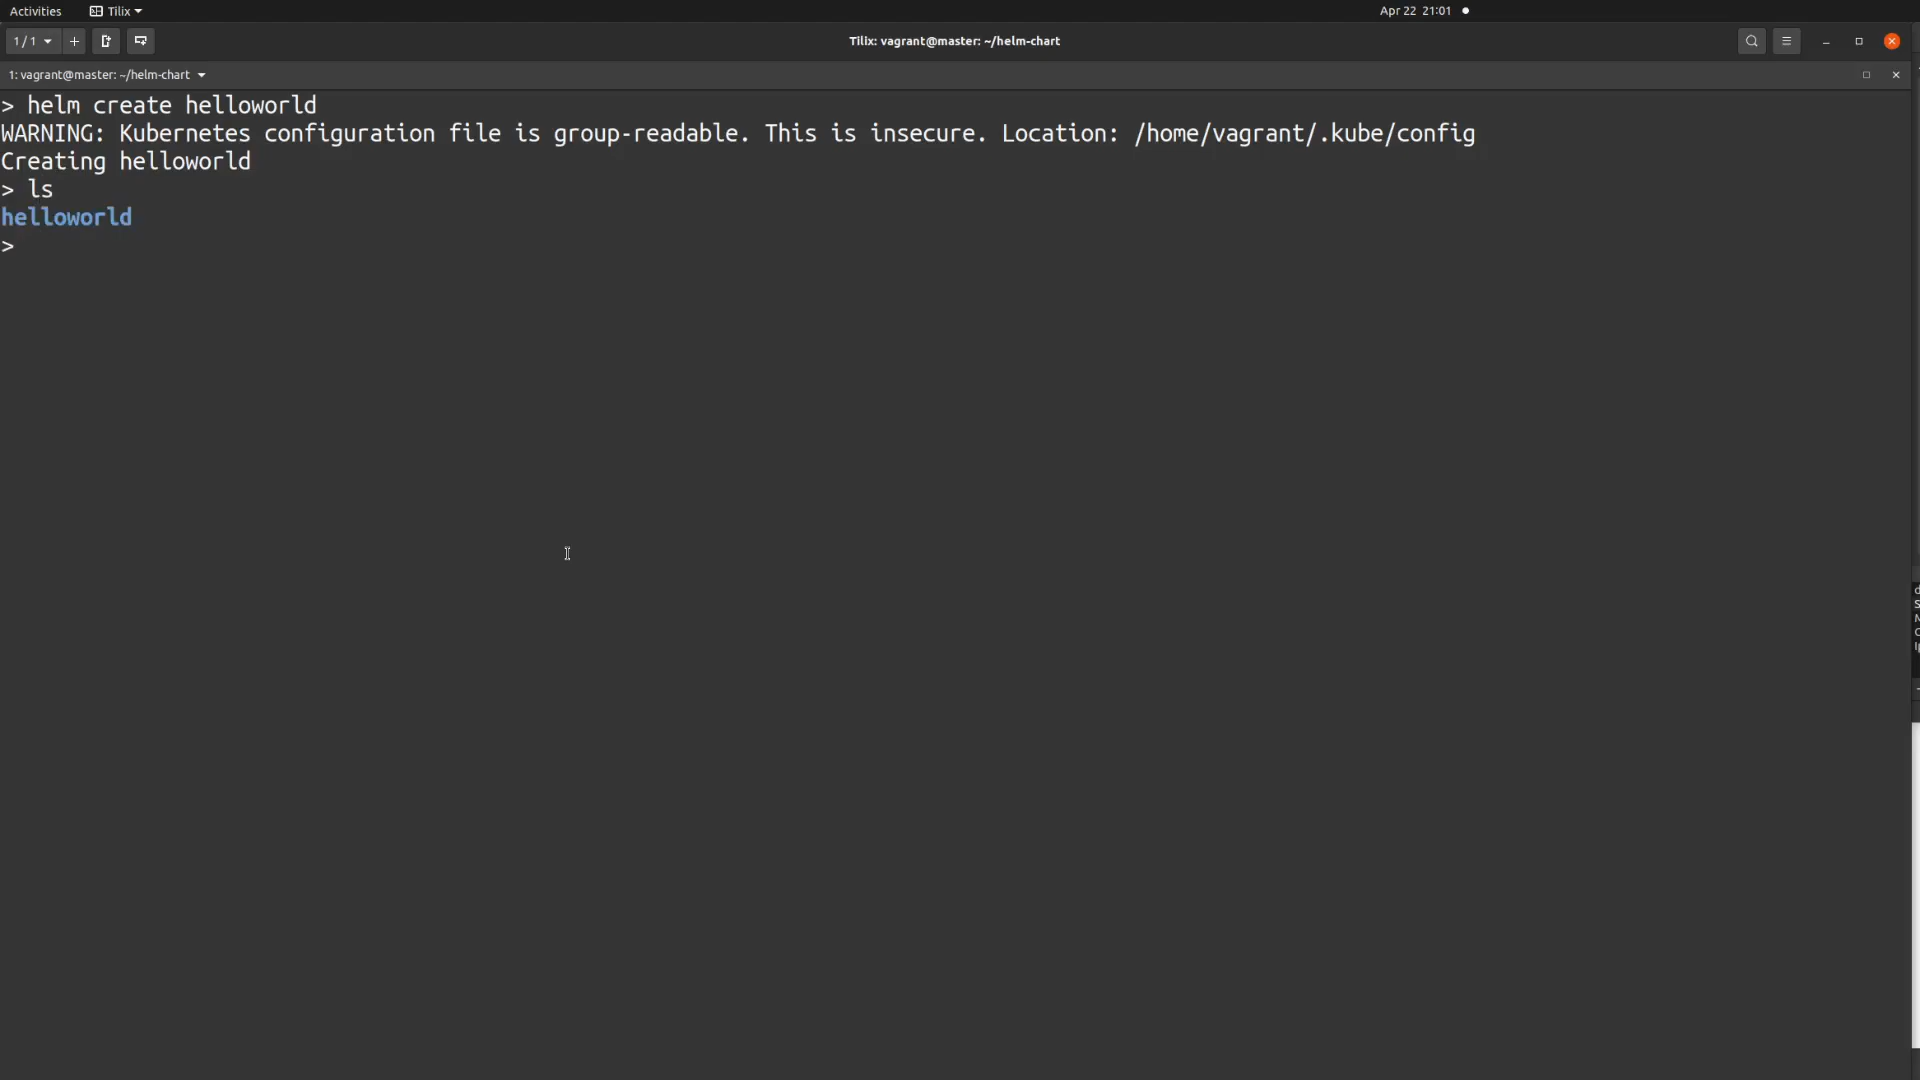 Activities Tilix Apr 22 21:01
1 / 1 Tilix: vagrant@master: ~/helm-chart
1: vagrant@master: ~/helm-chart
> helm create helloworld
WARNING: Kubernetes configuration file is group-readable. This is insecure. Location: /home/vagrant/.kube/config
Creating helloworld
> ls
helloworld
>